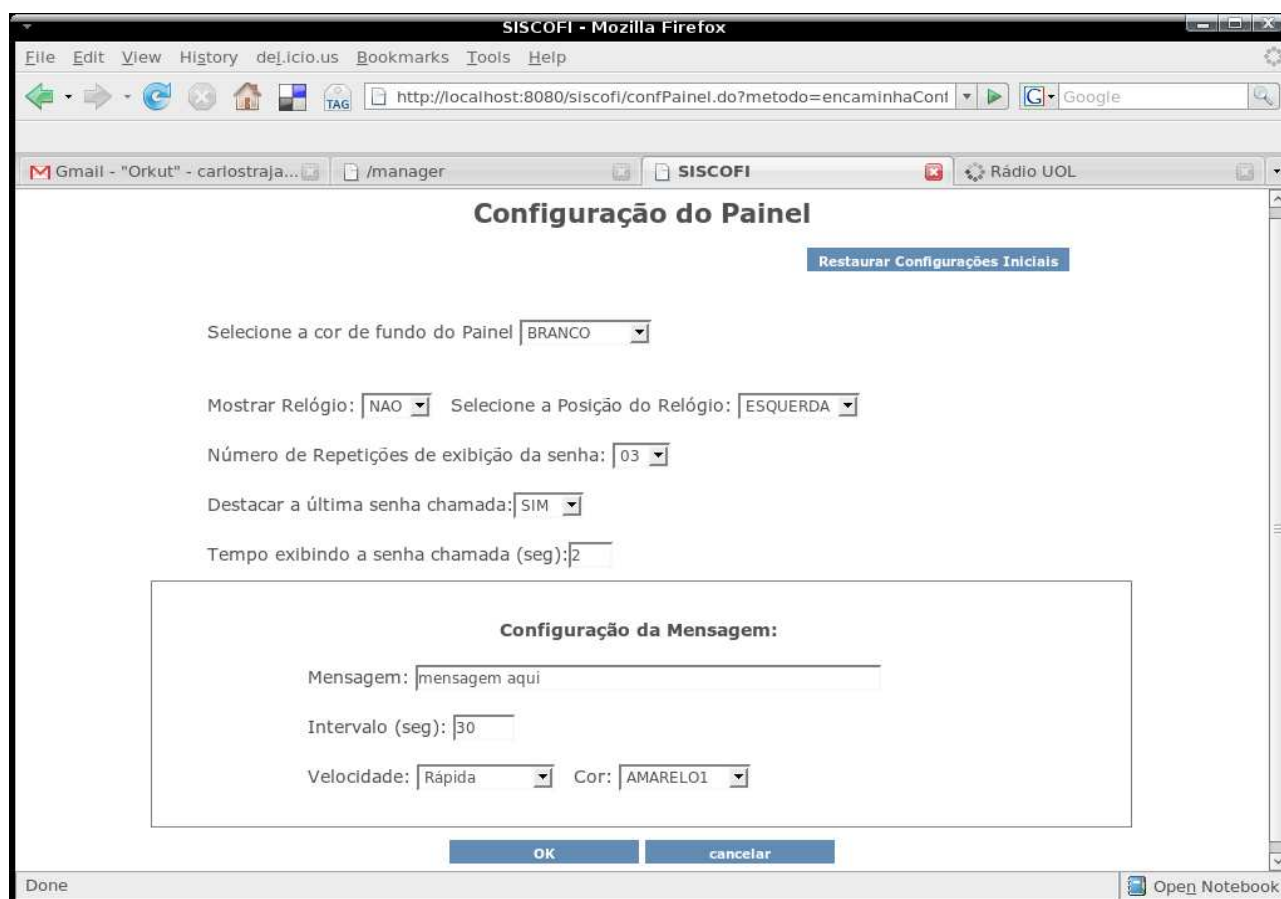 SISCOFI - Mozilla Firefox
File Edit View History del.icio.us Bookmarks Tools Help
TAG http://localhost:8080/siscofi/confPainel.do?metodo=encaminhaConf G Google
Gmail - "Orkut" - carlostraja... /manager SISCOFI Rádio UOL
Configuração do Painel
Restaurar Configurações Iniciais
Selecione a cor de fundo do Painel BRANCO
Mostrar Relógio: NAO Selecione a Posição do Relógio: ESQUERDA
Número de Repetições de exibição da senha: 03
Destacar a última senha chamada: SIM
Tempo exibindo a senha chamada (seg): 2
Configuração da Mensagem:
Mensagem: mensagem aqui
Intervalo (seg): 30
Velocidade: Rápida Cor: AMARELO1
OK cancelar
Done Open Notebook